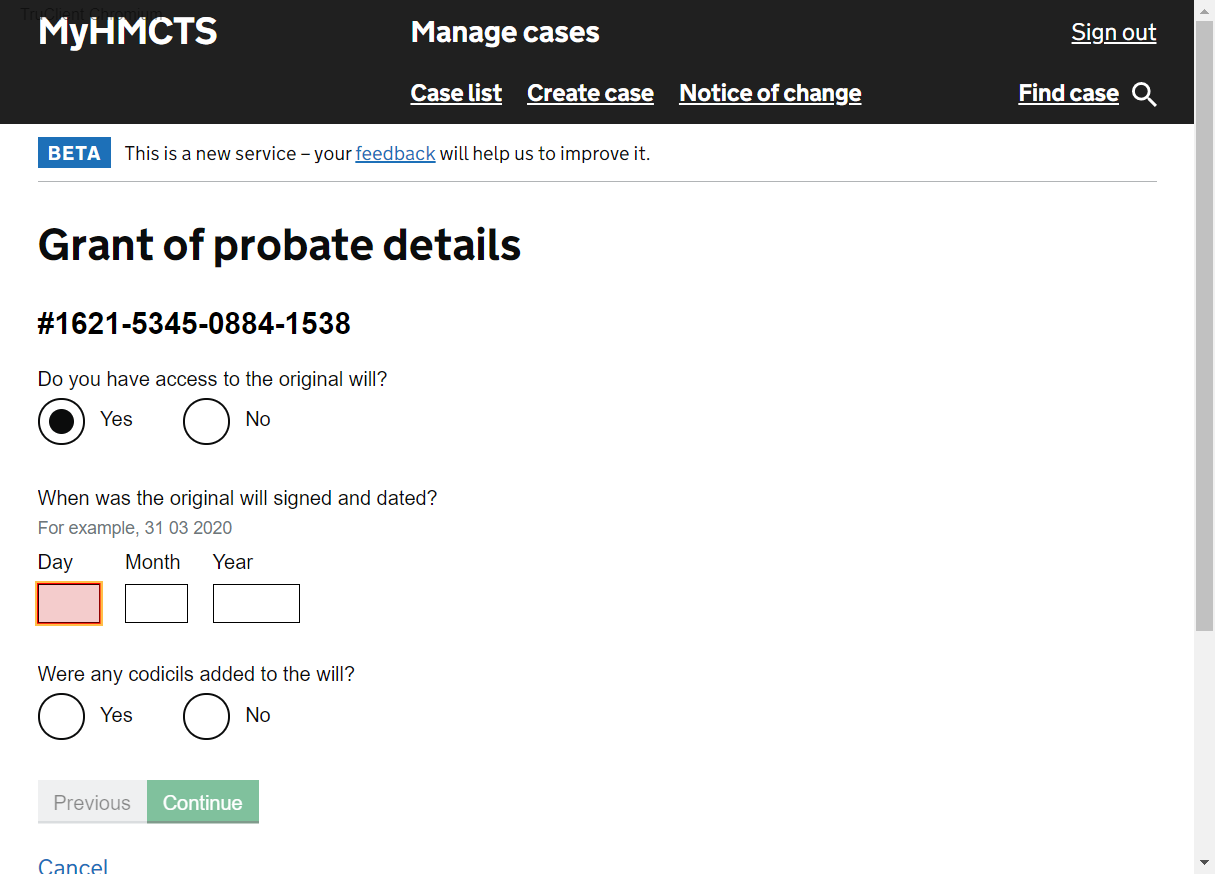 TruClient Chromium
MyHMCTS
Manage cases
Sign out
Case list
Create case
Notice of change
Find case
BETA
This is a new service – your feedback will help us to improve it.
Grant of probate details
#1621-5345-0884-1538
Do you have access to the original will?
Yes
No
When was the original will signed and dated?
For example, 31 03 2020
Day
Month
Year
Were any codicils added to the will?
Yes
No
Previous
Continue
Cancel